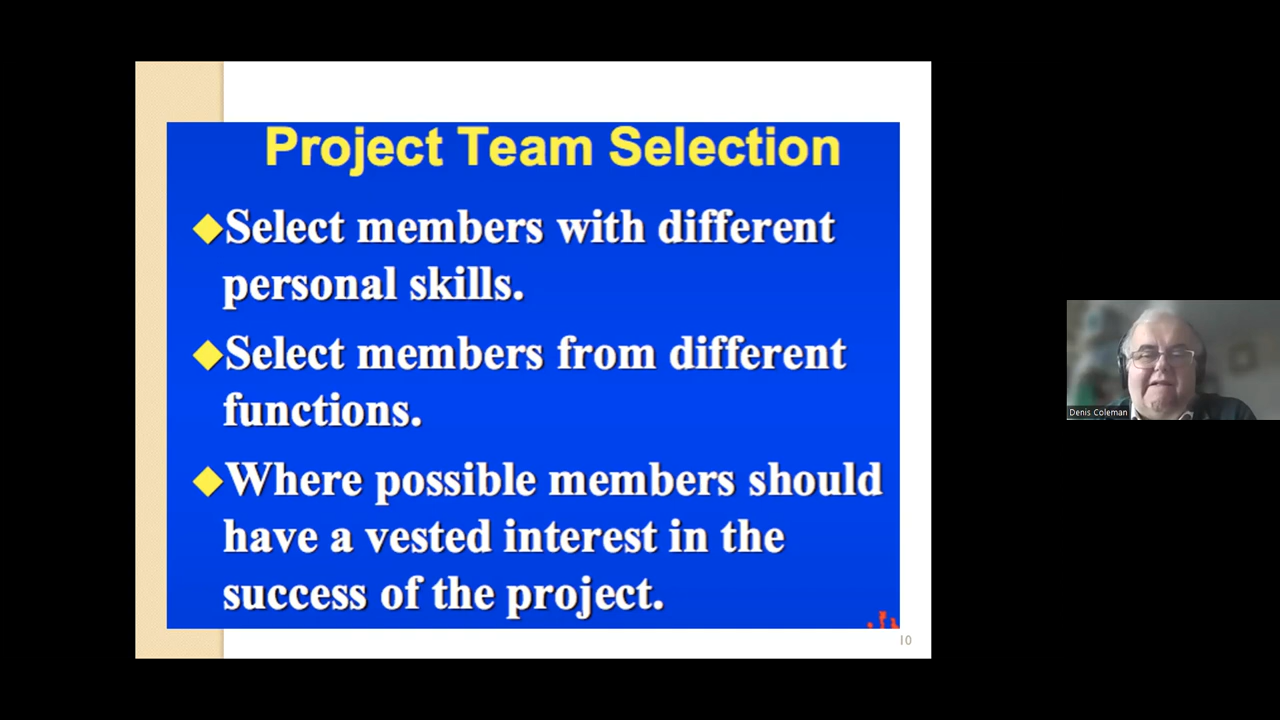 Project Team Selection
Select members with different
personal skills.
Select members from different
functions.
Where possible members should
have a vested interest in the
success of the project.
10
Denis Coleman